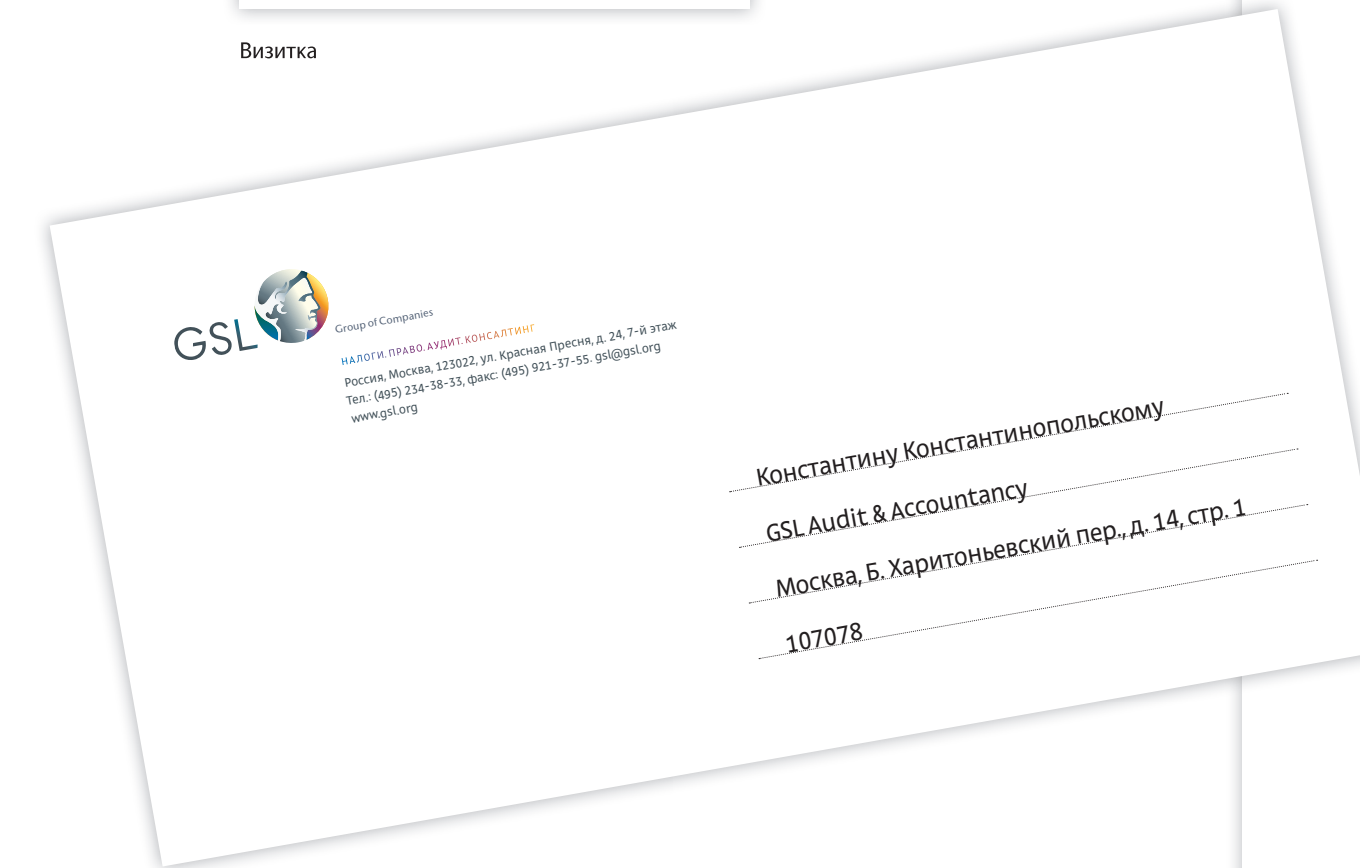 Визитка
GSL
Group of Companies
НАЛОГИ. ПРАВО. АУДИТ. КОНСАЛТИНГ
Россия, Москва, 123022, ул. Красная Пресня, д. 24, 7-й этаж
Тел.: (495) 234-38-33, факс: (495) 921-37-55. gsl@gsl.org
www.gsl.org
Константину Константинопольскому
GSL Audit & Accountancy
Москва, Б. Харитоньевский пер., д. 14, стр. 1
107078